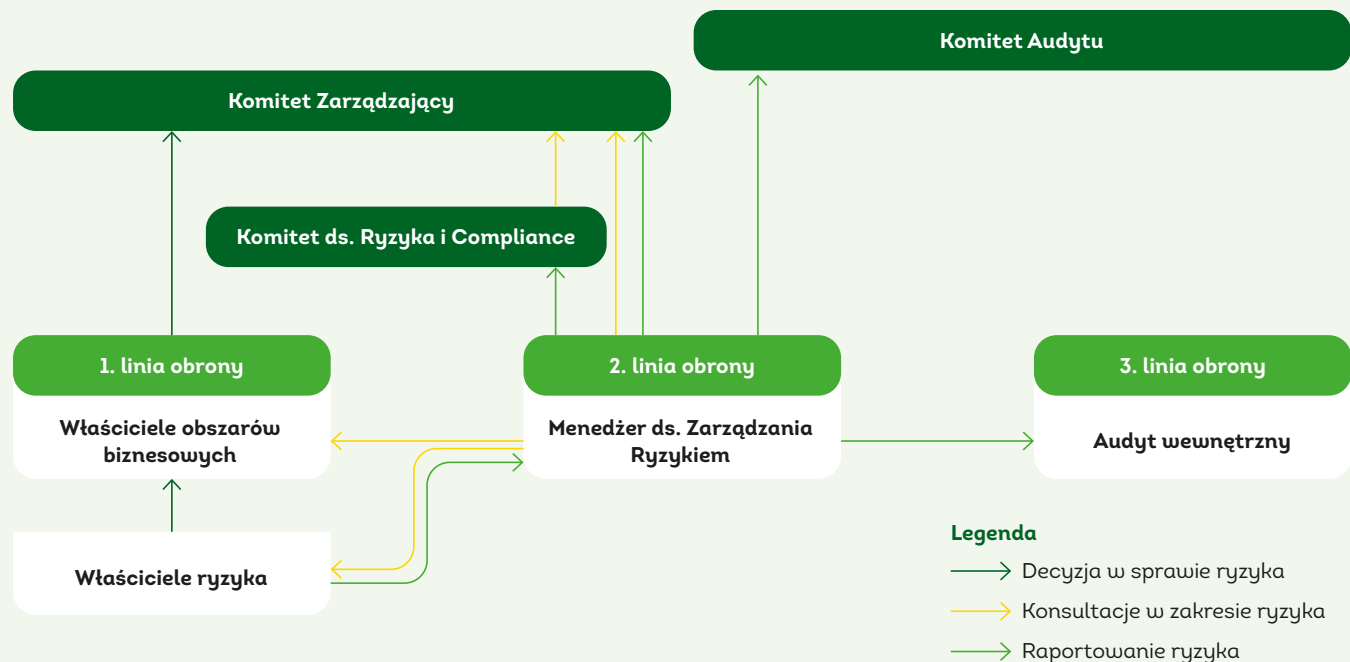 Komitet Audytu
Komitet Zarządzający
Komitet ds. Ryzyka i Compliance
1. linia obrony
2. linia obrony
3. linia obrony
Właściciele obszarów
biznesowych
Menedżer ds. Zarządzania
Ryzykiem
Audyt wewnętrzny
Właściciele ryzyka
Legenda
Decyzja w sprawie ryzyka
Konsultacje w zakresie ryzyka
Raportowanie ryzyka